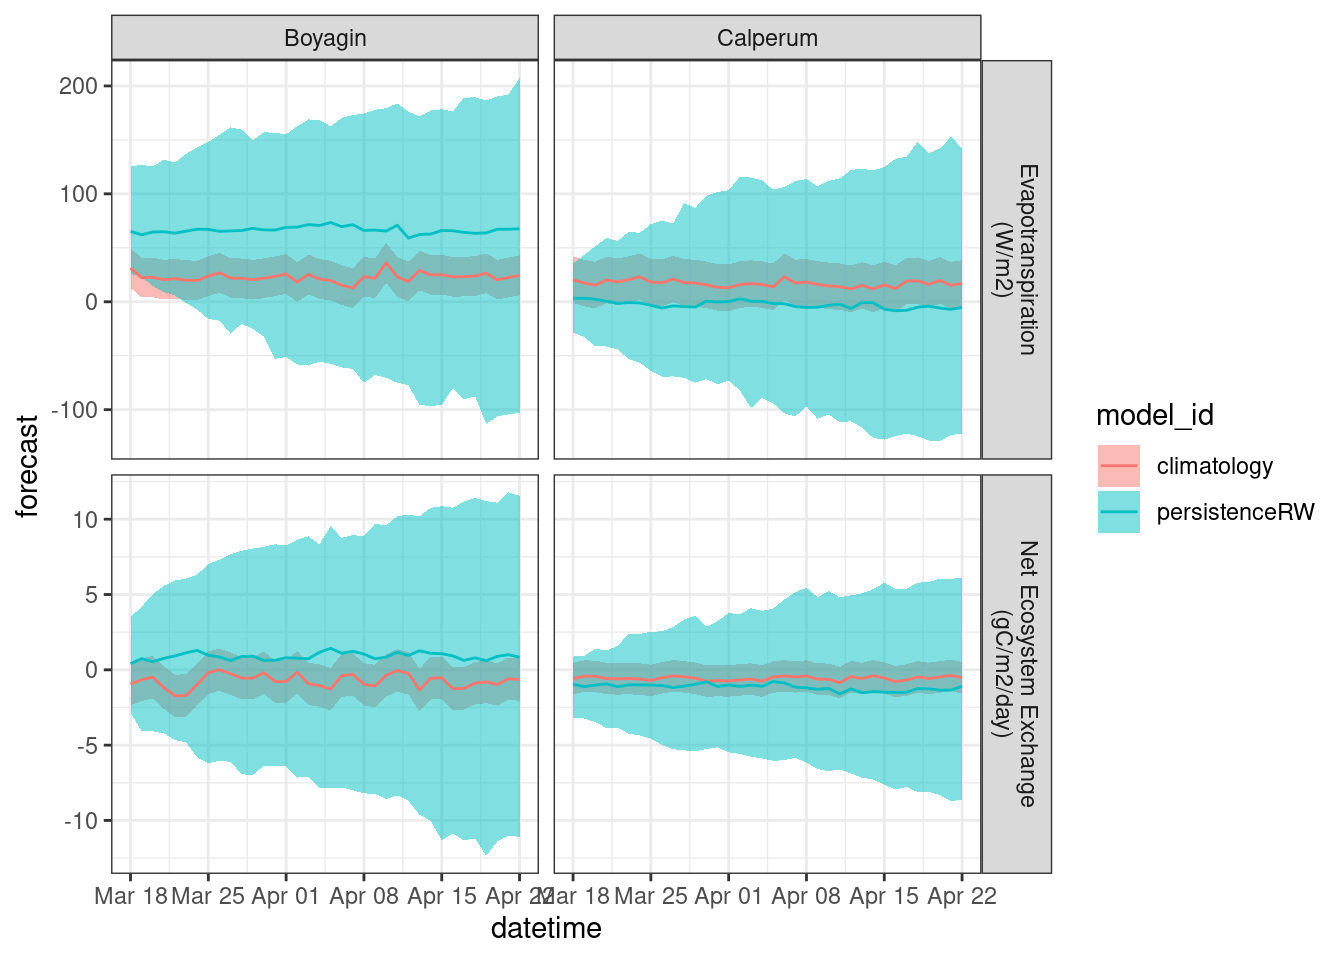 Boyagin
Calperum
200
100
0
-100
Evapotranspiration
(W/m2)
10
5
0
-5
-10
Net Ecosystem Exchange
(gC/m2/day)
Mar 18 Mar 25 Apr 01 Apr 08 Apr 15 Apr 22
Mar 18 Mar 25 Apr 01 Apr 08 Apr 15 Apr 22
datetime
forecast
model_id
climatology
persistenceRW